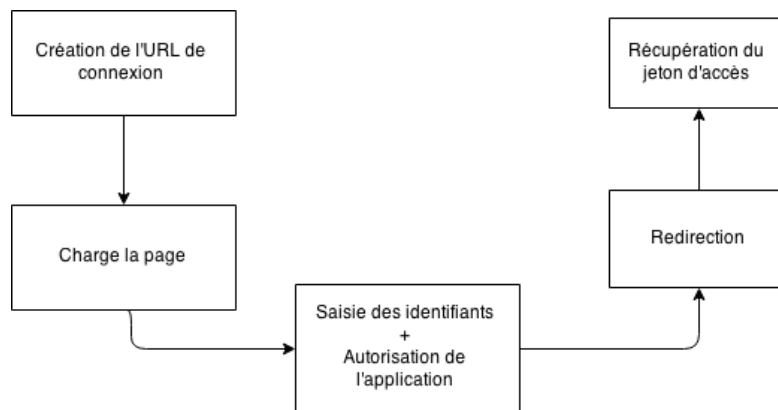 Création de l'URL de
connexion
Charge la page
Saisie des identifiants
+
Autorisation de
l'application
Redirection
Récupération du
jeton d'accès